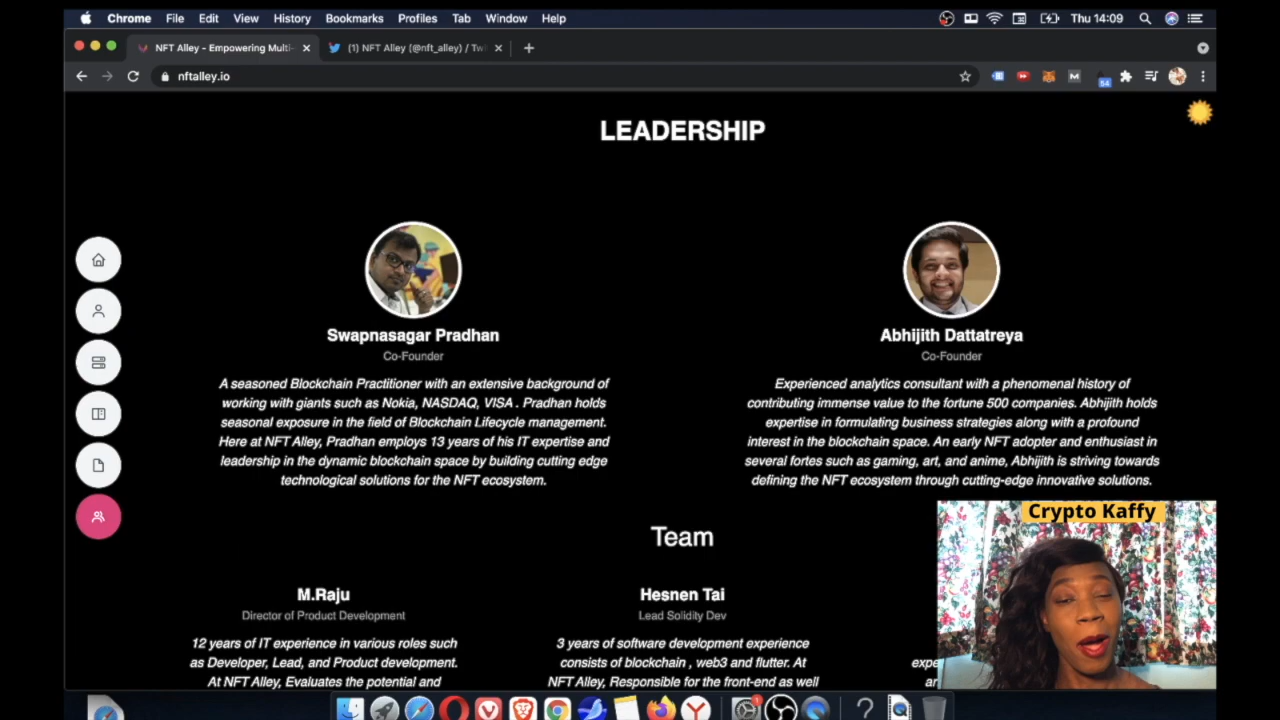 Chrome File Edit View History Bookmarks Profiles Tab Window Help Thu 14:09
NFT Alley - Empowering Multi- (1) NFT Alley (@nft_alley) / Tw
nftalley.io
54
LEADERSHIP
Swapnasagar Pradhan
Co-Founder
A seasoned Blockchain Practitioner with an extensive background of
working with giants such as Nokia, NASDAQ, VISA . Pradhan holds
seasonal exposure in the field of Blockchain Lifecycle management.
Here at NFT Alley, Pradhan employs 13 years of his IT expertise and
leadership in the dynamic blockchain space by building cutting edge
technological solutions for the NFT ecosystem.
Abhijith Dattatreya
Co-Founder
Experienced analytics consultant with a phenomenal history of
contributing immense value to the fortune 500 companies. Abhijith holds
expertise in formulating business strategies along with a profound
interest in the blockchain space. An early NFT adopter and enthusiast in
several fortes such as gaming, art, and anime, Abhijith is striving towards
defining the NFT ecosystem through cutting-edge innovative solutions.
Crypto Kaffy
Team
M.Raju
Director of Product Development
12 years of IT experience in various roles such
as Developer, Lead, and Product development.
At NFT Alley, Evaluates the potential and
Hesnen Tai
Lead Solidity Dev
3 years of software development experience
consists of blockchain , web3 and flutter. At
NFT Alley, Responsible for the front-end as well